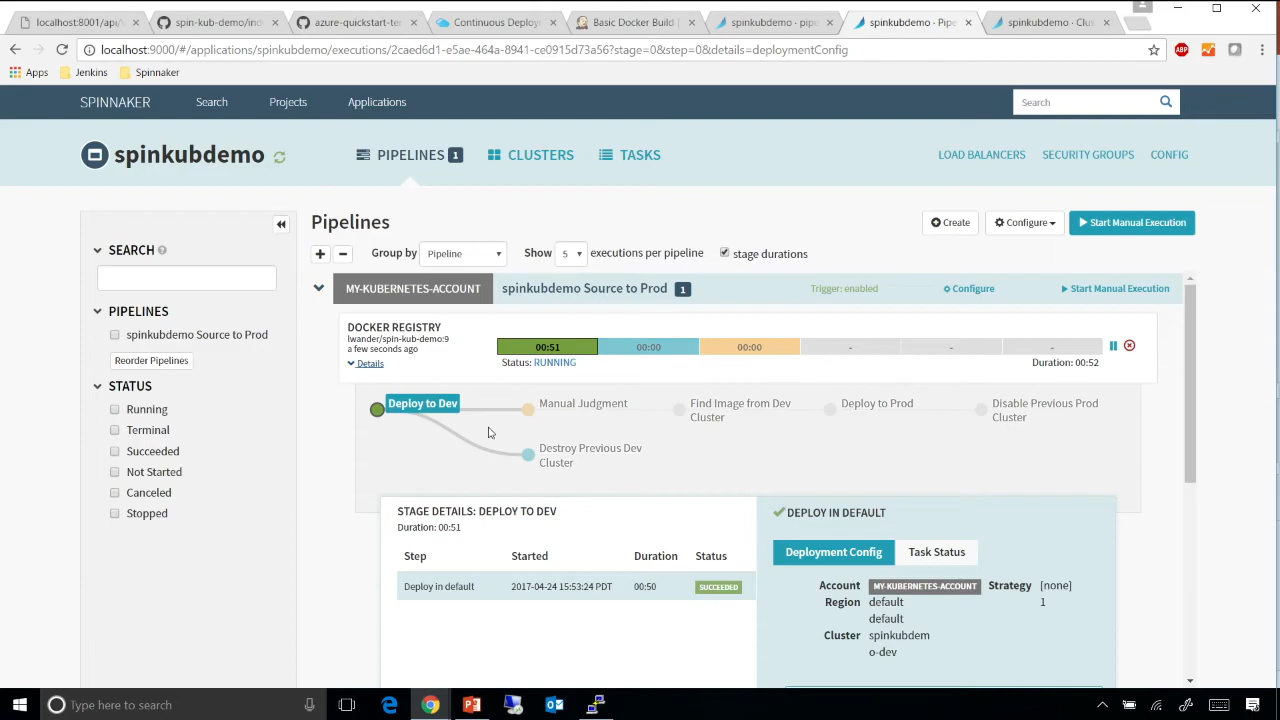 localhost:8001/api/v
spin-kub-demo/inde
azure-quickstart-te
Continuous Deploym
Basic Docker Build |
spinkubdemo · pipe
spinkubdemo · Pipe
spinkubdemo · Clus
localhost:9000/#/applications/spinkubdemo/executions/2caed6d1-e5ae-464a-8941-ce0915d73a56?stage=0&step=0&details=deploymentConfig
ABP
Apps Jenkins Spinnaker
SPINNAKER Search Projects Applications Search
spinkubdemo PIPELINES 1 CLUSTERS TASKS LOAD BALANCERS SECURITY GROUPS CONFIG
SEARCH
PIPELINES
spinkubdemo Source to Prod
Reorder Pipelines
STATUS
Running
Terminal
Succeeded
Not Started
Canceled
Stopped
Pipelines Create Configure Start Manual Execution
Group by Pipeline Show 5 executions per pipeline stage durations
MY-KUBERNETES-ACCOUNT spinkubdemo Source to Prod 1 Trigger: enabled Configure Start Manual Execution
DOCKER REGISTRY
lwander/spin-kub-demo:9
a few seconds ago
Details
00:51 00:00 00:00 - - -
Status: RUNNING Duration: 00:52
Deploy to Dev
Manual Judgment
Find Image from Dev
Cluster
Deploy to Prod
Disable Previous Prod
Cluster
Destroy Previous Dev
Cluster
STAGE DETAILS: DEPLOY TO DEV
Duration: 00:51
Step Started Duration Status
Deploy in default 2017-04-24 15:53:24 PDT 00:50 SUCCEEDED
DEPLOY IN DEFAULT
Deployment Config Task Status
Account MY-KUBERNETES-ACCOUNT Strategy [none]
Region default 1
default
Cluster spinkubdem
o-dev
Type here to search